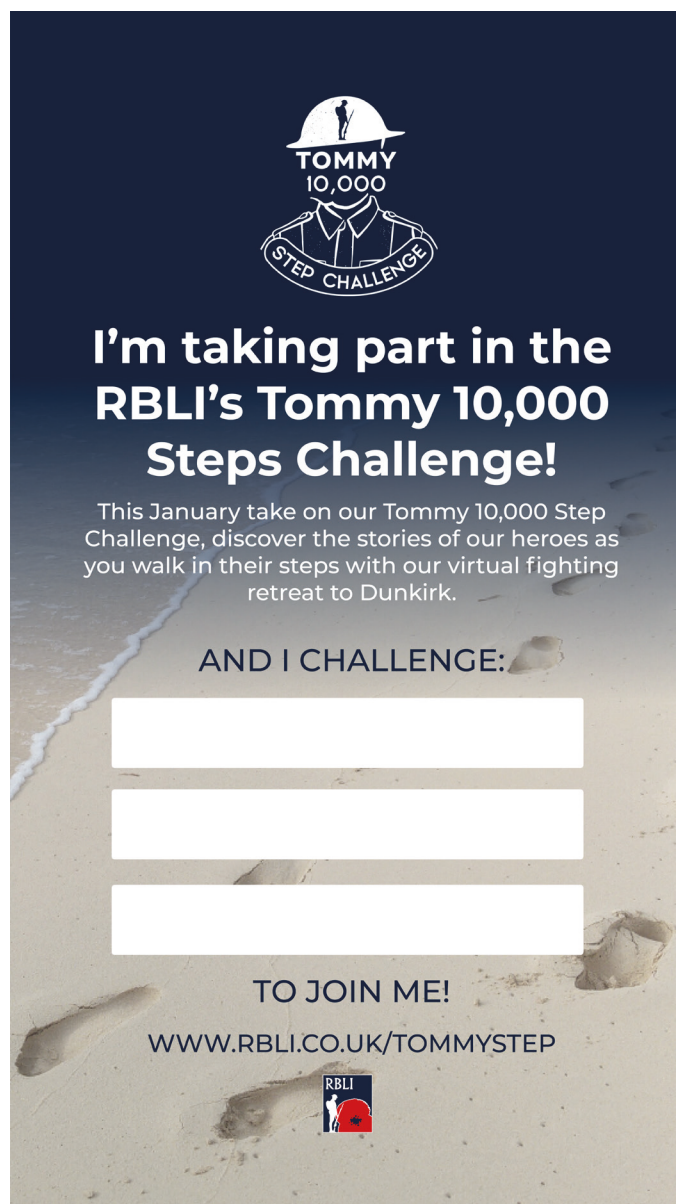 TOMMY
10,000
STEP CHALLENGE
I’m taking part in the
RBLI’s Tommy 10,000
Steps Challenge!
This January take on our Tommy 10,000 Step
Challenge, discover the stories of our heroes as
you walk in their steps with our virtual fighting
retreat to Dunkirk.
AND I CHALLENGE:
TO JOIN ME!
WWW.RBLI.CO.UK/TOMMYSTEP
RBLI